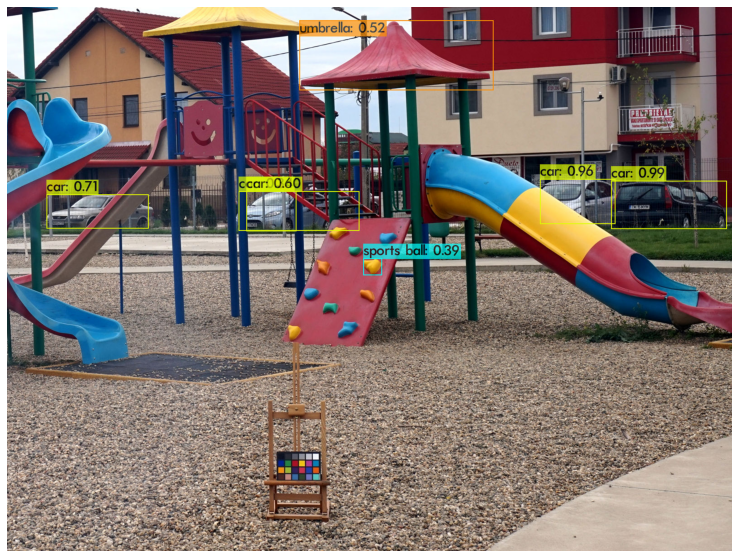 umbrella: 0.52
car: 0.96
car: 0.99
car: 0.71
ccar: 0.60
sports ball: 0.39